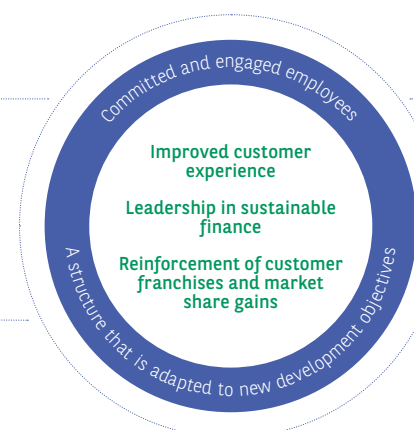 Committed and engaged employees
Improved customer
experience
Leadership in sustainable
finance
Reinforcement of customer
franchises and market
share gains
A structure that is adapted to new development objectives